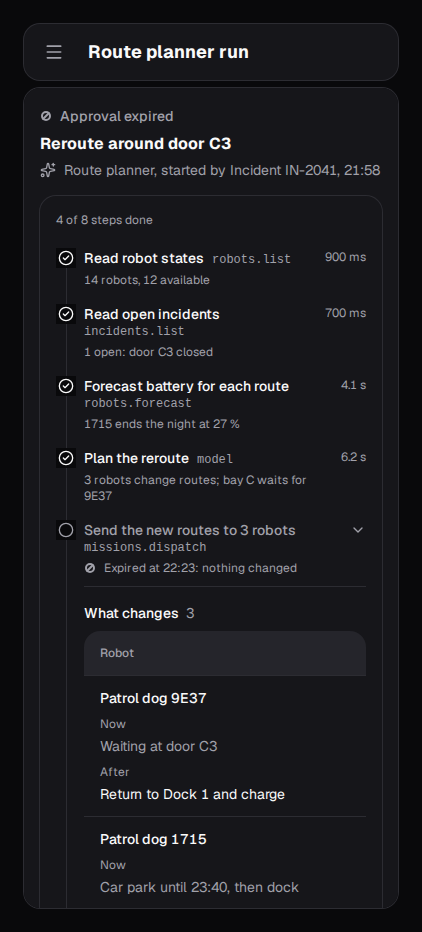 Route planner run
Approval expired
Reroute around door C3
Route planner, started by Incident IN-2041, 21:58
4 of 8 steps done
Read robot states robots.list 900 ms
14 robots, 12 available
Read open incidents 700 ms
incidents.list
1 open: door C3 closed
Forecast battery for each route 4.1 s
robots.forecast
1715 ends the night at 27 %
Plan the reroute model 6.2 s
3 robots change routes; bay C waits for
9E37
Send the new routes to 3 robots
missions.dispatch
Expired at 22:23: nothing changed
What changes 3
Robot
Patrol dog 9E37
Now
Waiting at door C3
After
Return to Dock 1 and charge
Patrol dog 1715
Now
Car park until 23:40, then dock